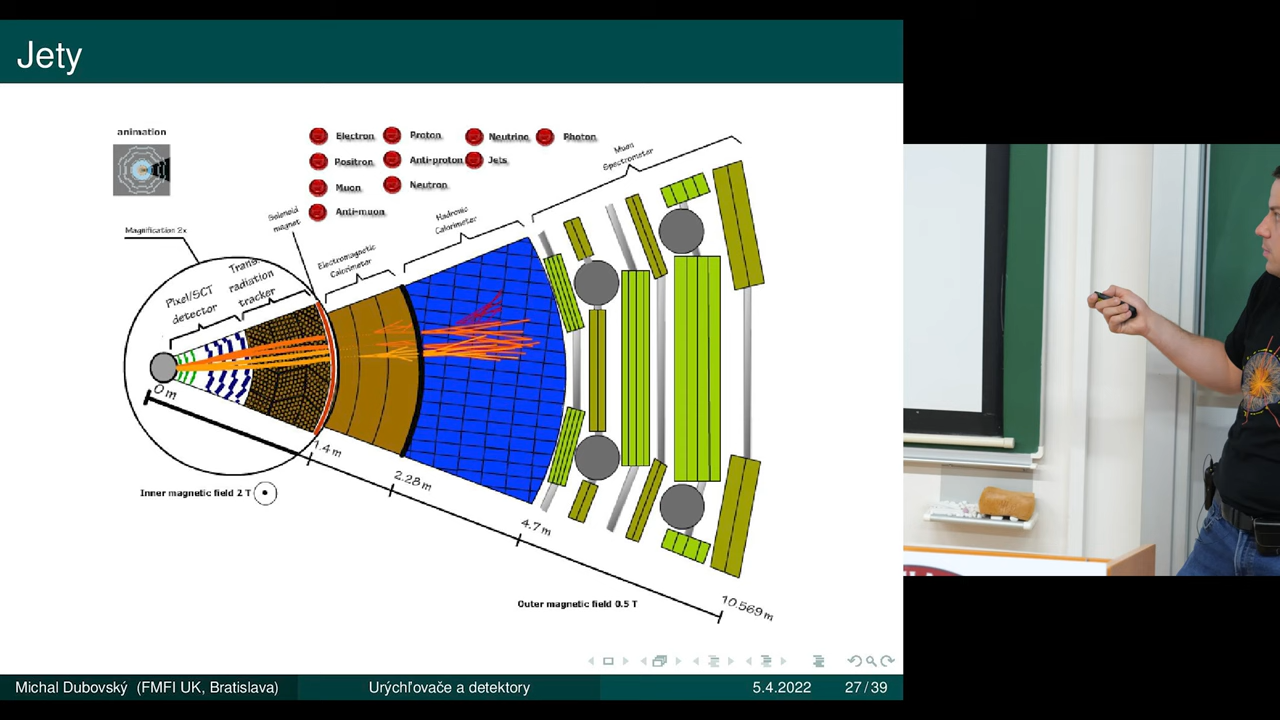 Jety
animation
Electron
Proton
Neutrino
Photon
Positron
Anti-proton
Jets
Muon
Neutron
Anti-muon
Muon
Spectrometer
Solenoid
magnet
Hadronic
Calorimeter
Electromagnetic
Calorimeter
Magnification 2x
Pixel/SCT
detector
radiation
tracker
0 m
1.4 m
2.28 m
4.7 m
10.569 m
Inner magnetic field 2 T
Outer magnetic field 0.5 T
Michal Dubovský (FMFI UK, Bratislava)
Urýchľovače a detektory
5.4.2022
27 / 39